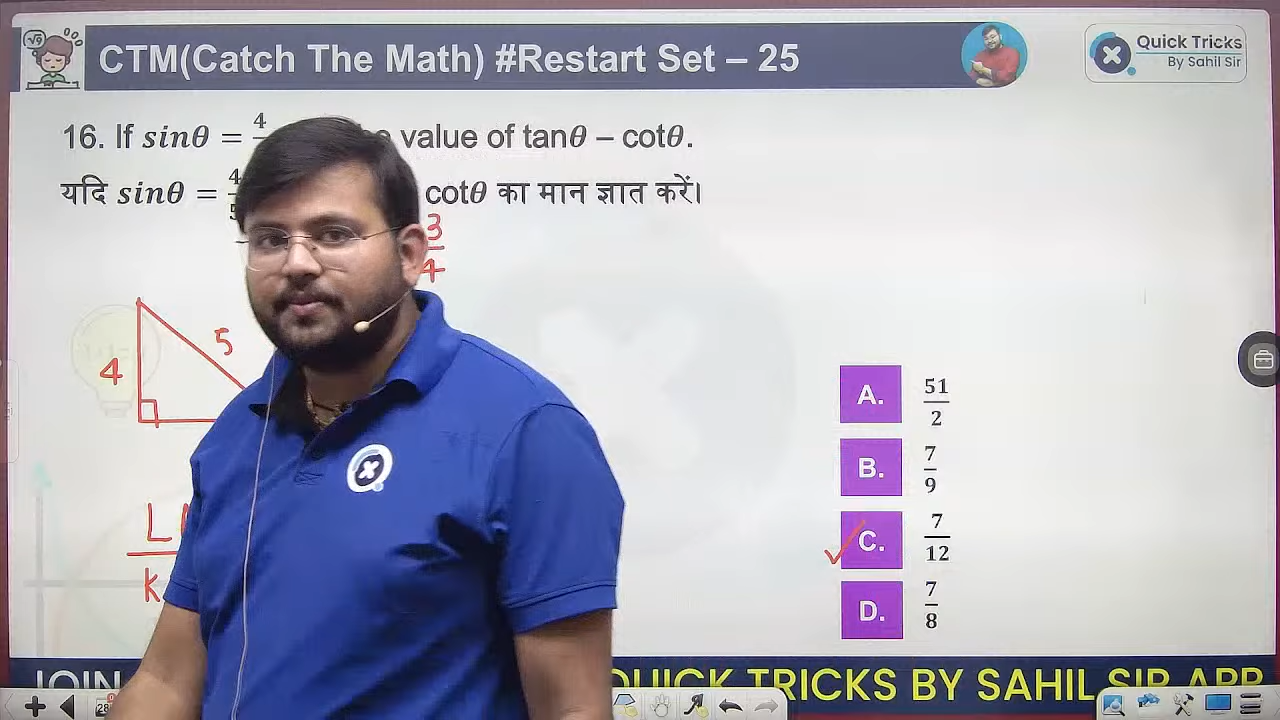 CTM(Catch The Math) #Restart Set – 25
Quick Tricks
By Sahil Sir
16. If sinθ = 4 value of tanθ – cotθ.
यदि sinθ = 4/5 cotθ का मान ज्ञात करें।
3/4
5
4
A. 51/2
B. 7/9
C. 7/12
D. 7/8
L
K
JOIN QUICK TRICKS BY SAHIL SIR APP